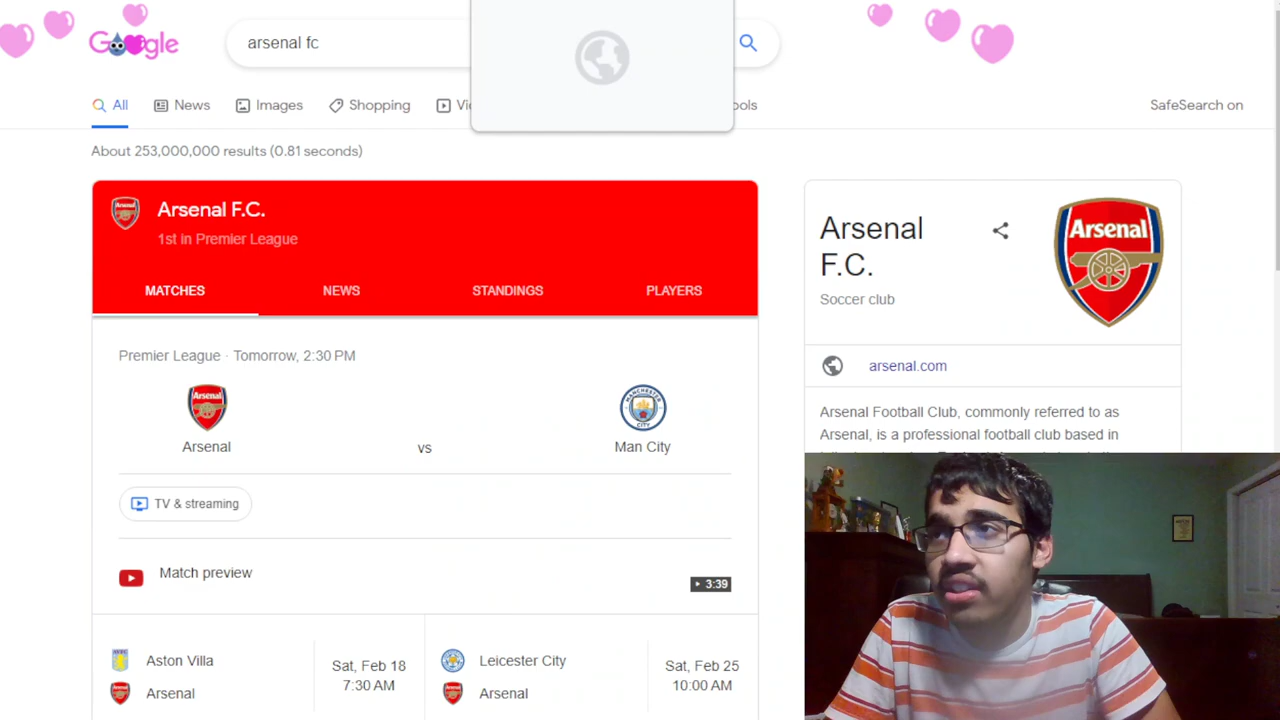 Google
arsenal fc
All
News
Images
Shopping
SafeSearch on
About 253,000,000 results (0.81 seconds)
Arsenal
Arsenal F.C.
1st in Premier League
MATCHES
NEWS
STANDINGS
PLAYERS
Premier League · Tomorrow, 2:30 PM
Arsenal
MANCHESTER
CITY
Arsenal
vs
Man City
TV & streaming
Match preview
3:39
Aston Villa
Arsenal
Sat, Feb 18
7:30 AM
Leicester City
Arsenal
Sat, Feb 25
10:00 AM
Arsenal
F.C.
Soccer club
Arsenal
arsenal.com
Arsenal Football Club, commonly referred to as
Arsenal, is a professional football club based in